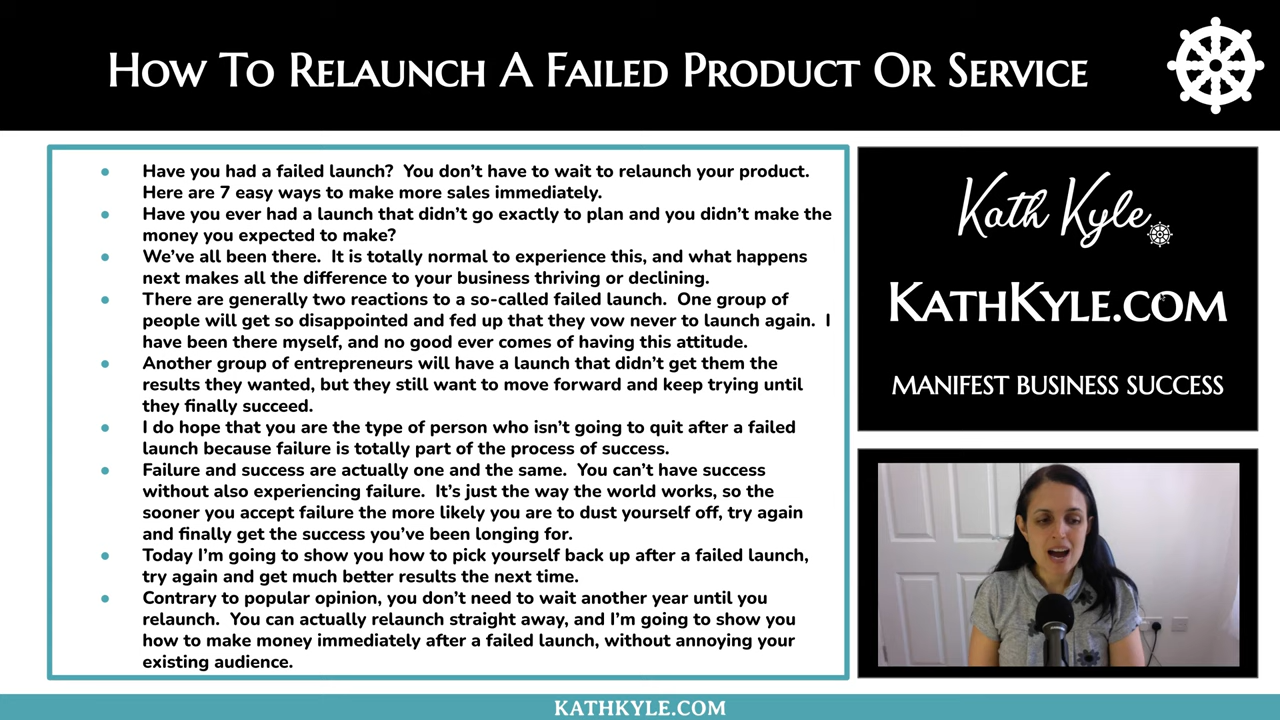 How To Relaunch A Failed Product Or Service
Have you had a failed launch? You don't have to wait to relaunch your product.
Here are 7 easy ways to make more sales immediately.
Have you ever had a launch that didn't go exactly to plan and you didn't make the
money you expected to make?
We've all been there. It is totally normal to experience this, and what happens
next makes all the difference to your business thriving or declining.
There are generally two reactions to a so-called failed launch. One group of
people will get so disappointed and fed up that they vow never to launch again. I
have been there myself, and no good ever comes of having this attitude.
Another group of entrepreneurs will have a launch that didn't get them the
results they wanted, but they still want to move forward and keep trying until
they finally succeed.
I do hope that you are the type of person who isn't going to quit after a failed
launch because failure is totally part of the process of success.
Failure and success are actually one and the same. You can't have success
without also experiencing failure. It's just the way the world works, so the
sooner you accept failure the more likely you are to dust yourself off, try again
and finally get the success you've been longing for.
Today I'm going to show you how to pick yourself back up after a failed launch,
try again and get much better results the next time.
Contrary to popular opinion, you don't need to wait another year until you
relaunch. You can actually relaunch straight away, and I'm going to show you
how to make money immediately after a failed launch, without annoying your
existing audience.
Kath Kyle
KathKyle.com
MANIFEST BUSINESS SUCCESS
KATHKYLE.COM